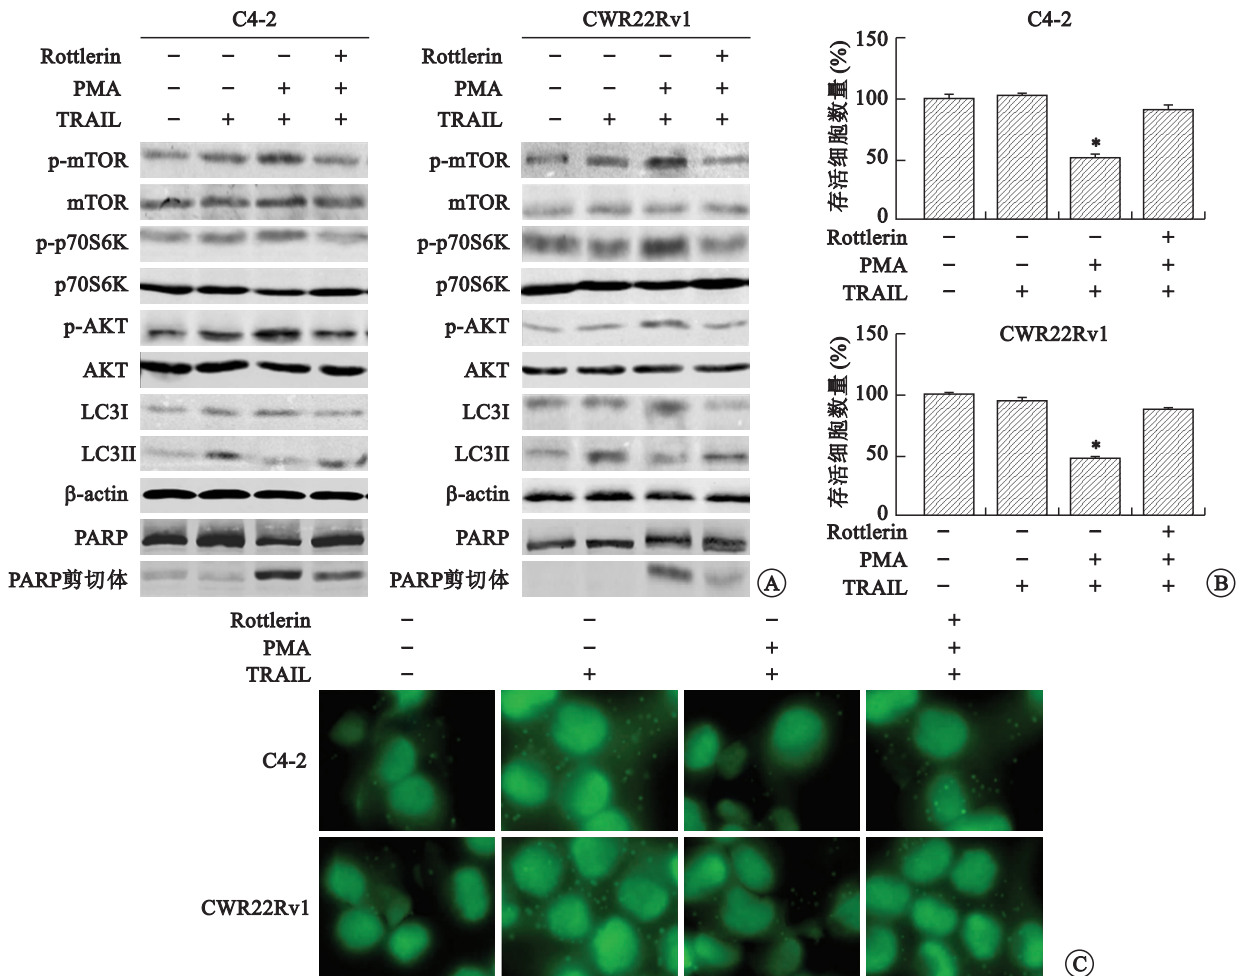 C4-2
CWR22Rv1
Rottlerin − − − +
Rottlerin − − − +
PMA − − + +
PMA − − + +
TRAIL − + + +
TRAIL − + + +
p-mTOR
p-mTOR
mTOR
mTOR
p-p70S6K
p-p70S6K
p70S6K
p70S6K
p-AKT
p-AKT
AKT
AKT
LC3I
LC3I
LC3II
LC3II
β-actin
β-actin
PARP
PARP
PARP剪切体
PARP剪切体
A
C4-2
存活细胞数量 (%)
150
100
50
0
*
Rottlerin − − − +
PMA − − + +
TRAIL − + + +
CWR22Rv1
存活细胞数量 (%)
150
100
50
0
*
Rottlerin − − − +
PMA − − + +
TRAIL − + + +
B
Rottlerin − − − +
PMA − − + +
TRAIL − + + +
C4-2
CWR22Rv1
C